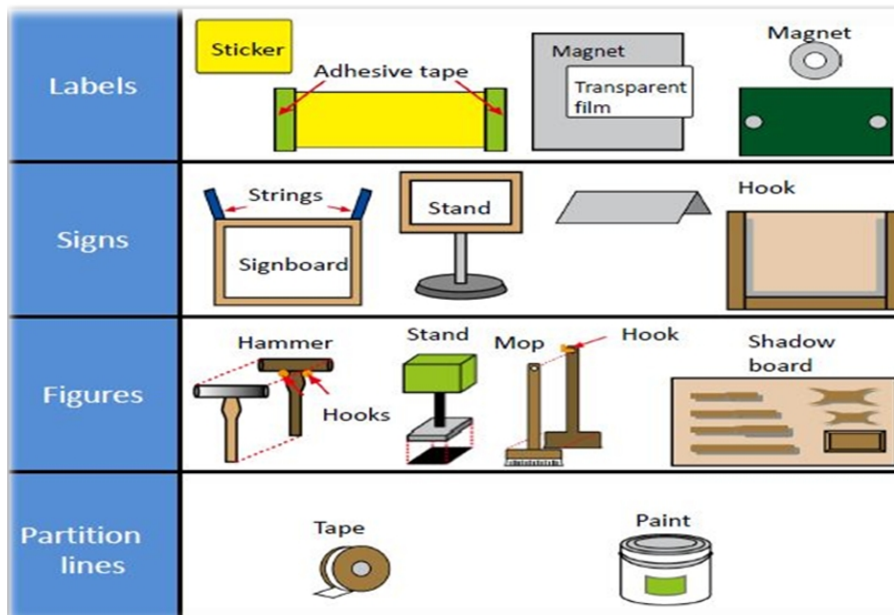 Labels
Sticker
Adhesive tape
Magnet
Transparent
film
Magnet
Signs
Strings
Signboard
Stand
Hook
Figures
Hammer
Hooks
Stand
Mop
Hook
Shadow
board
Partition
lines
Tape
Paint